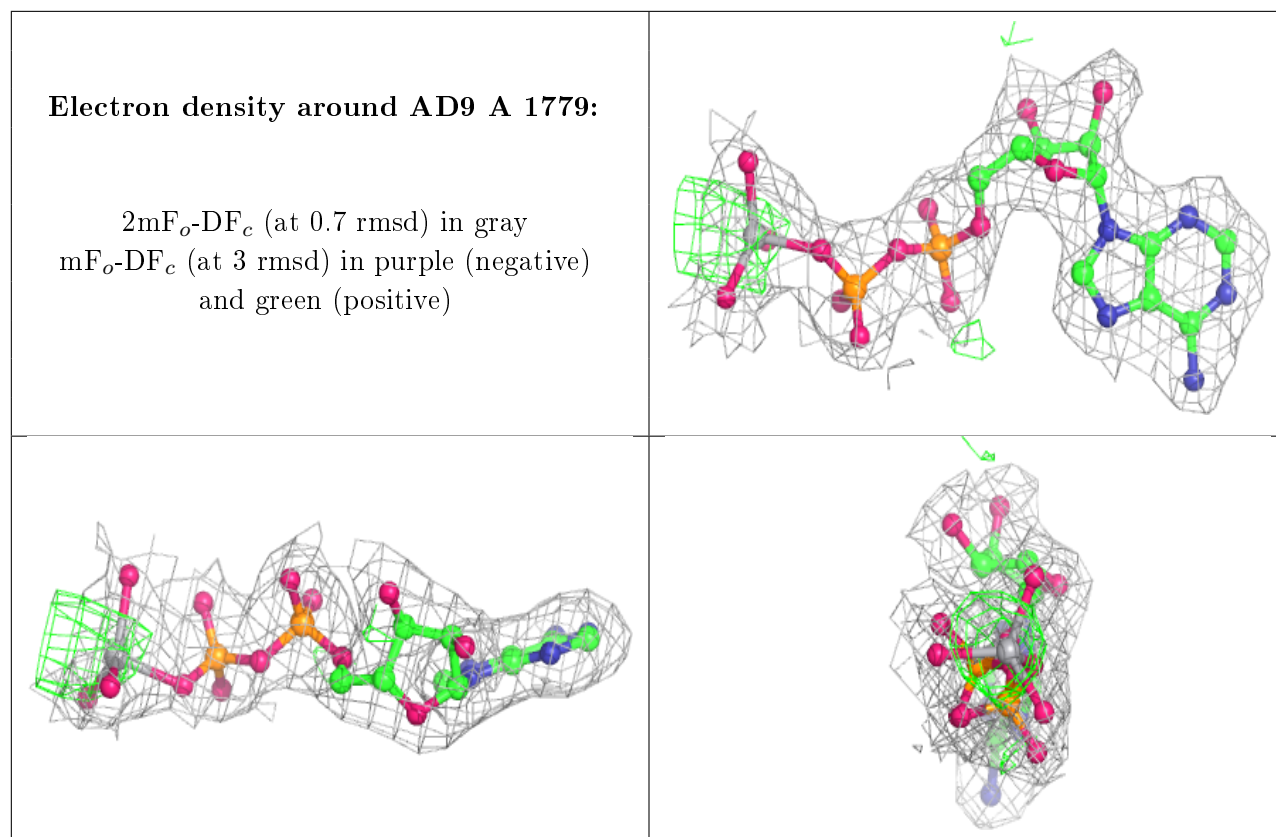 Electron density around AD9 A 1779:
2mFₒ-DF𝒸 (at 0.7 rmsd) in gray
mFₒ-DF𝒸 (at 3 rmsd) in purple (negative)
and green (positive)